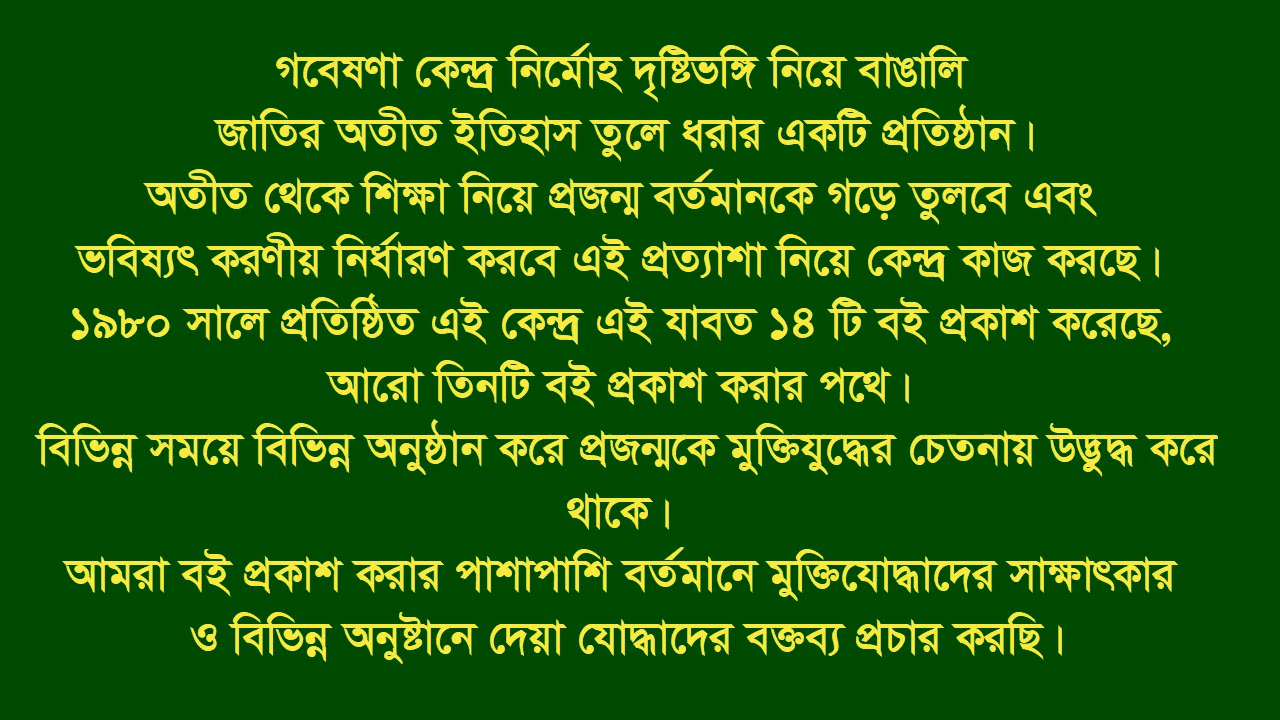 গবেষণা কেন্দ্র নির্মোহ দৃষ্টিভঙ্গি নিয়ে বাঙালি
জাতির অতীত ইতিহাস তুলে ধরার একটি প্রতিষ্ঠান।
অতীত থেকে শিক্ষা নিয়ে প্রজন্ম বর্তমানকে গড়ে তুলবে এবং
ভবিষ্যৎ করণীয় নির্ধারণ করবে এই প্রত্যাশা নিয়ে কেন্দ্র কাজ করছে।
১৯৮০ সালে প্রতিষ্ঠিত এই কেন্দ্র এই যাবত ১৪ টি বই প্রকাশ করেছে,
আরো তিনটি বই প্রকাশ করার পথে।
বিভিন্ন সময়ে বিভিন্ন অনুষ্ঠান করে প্রজন্মকে মুক্তিযুদ্ধের চেতনায় উদ্ভুদ্ধ করে
থাকে।
আমরা বই প্রকাশ করার পাশাপাশি বর্তমানে মুক্তিযোদ্ধাদের সাক্ষাৎকার
ও বিভিন্ন অনুষ্টানে দেয়া যোদ্ধাদের বক্তব্য প্রচার করছি।